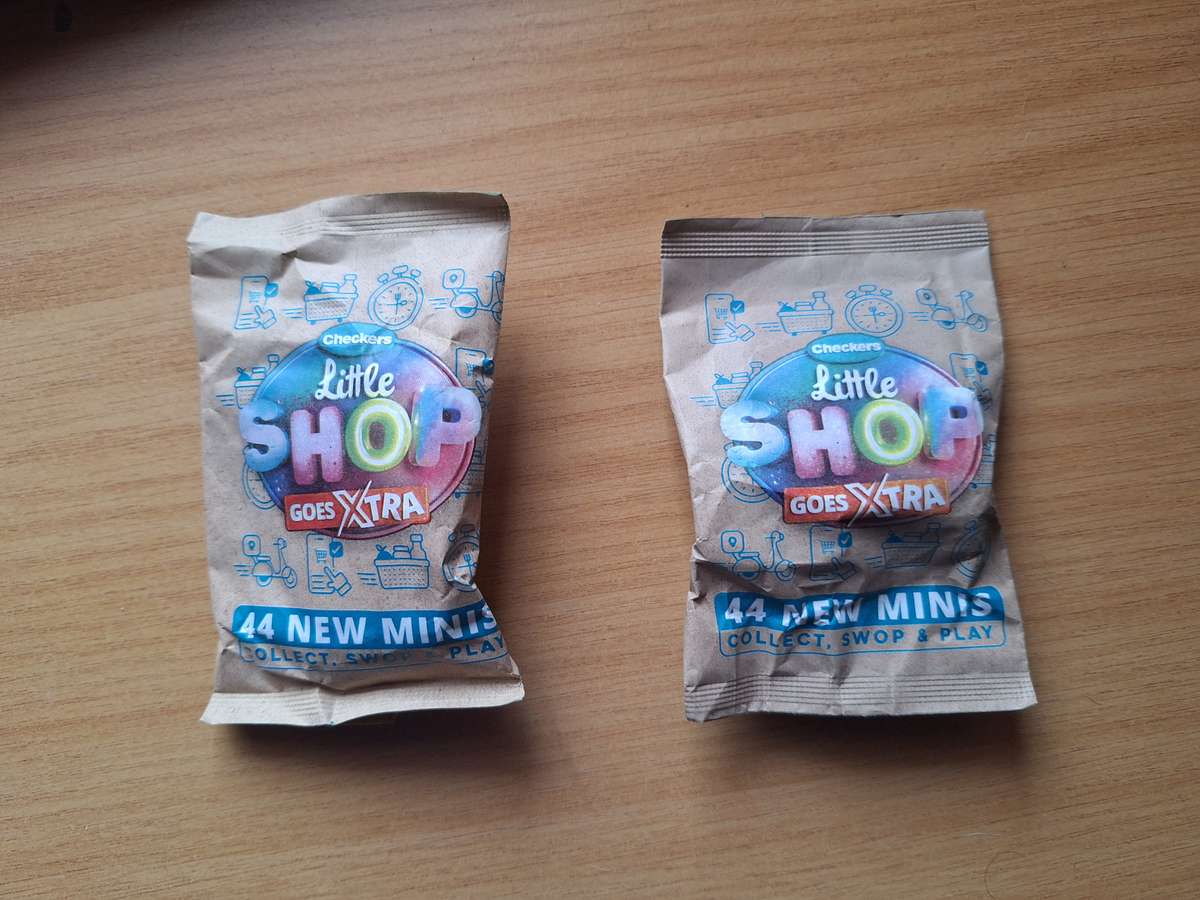 Checkers
Little
SHOP
GOES XTRA
44 NEW MINIS
COLLECT, SWOP & PLAY
Checkers
Little
SHOP
GOES XTRA
44 NEW MINIS
COLLECT, SWOP & PLAY